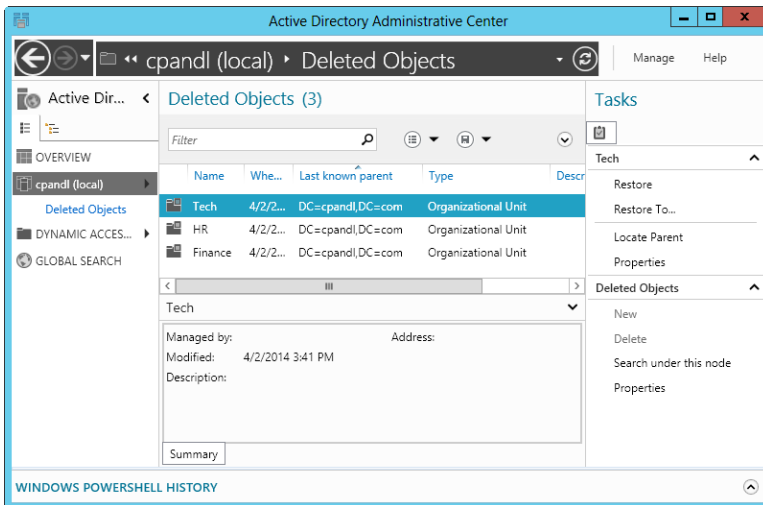 Active Directory Administrative Center
cpandl (local) Deleted Objects
Manage Help
Active Dir...
OVERVIEW
cpandl (local)
Deleted Objects
DYNAMIC ACCES...
GLOBAL SEARCH
Deleted Objects (3)
Filter
Name Whe... Last known parent Type Descr
Tech 4/2/2... DC=cpandl,DC=com Organizational Unit
HR 4/2/2... DC=cpandl,DC=com Organizational Unit
Finance 4/2/2... DC=cpandl,DC=com Organizational Unit
Tech
Managed by: Address:
Modified: 4/2/2014 3:41 PM
Description:
Summary
Tasks
Tech
Restore
Restore To...
Locate Parent
Properties
Deleted Objects
New
Delete
Search under this node
Properties
WINDOWS POWERSHELL HISTORY